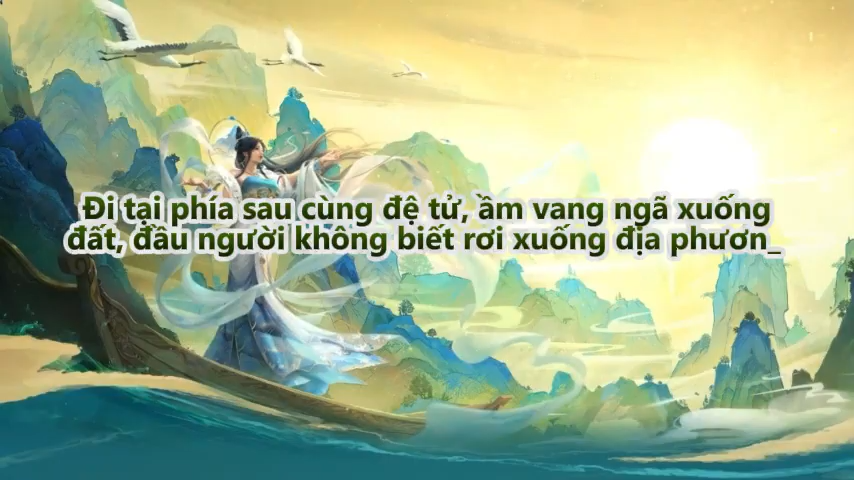 Đi tại phía sau cùng đệ tử, ầm vang ngã xuống
đất, đầu người không biết rơi xuống địa phươn_